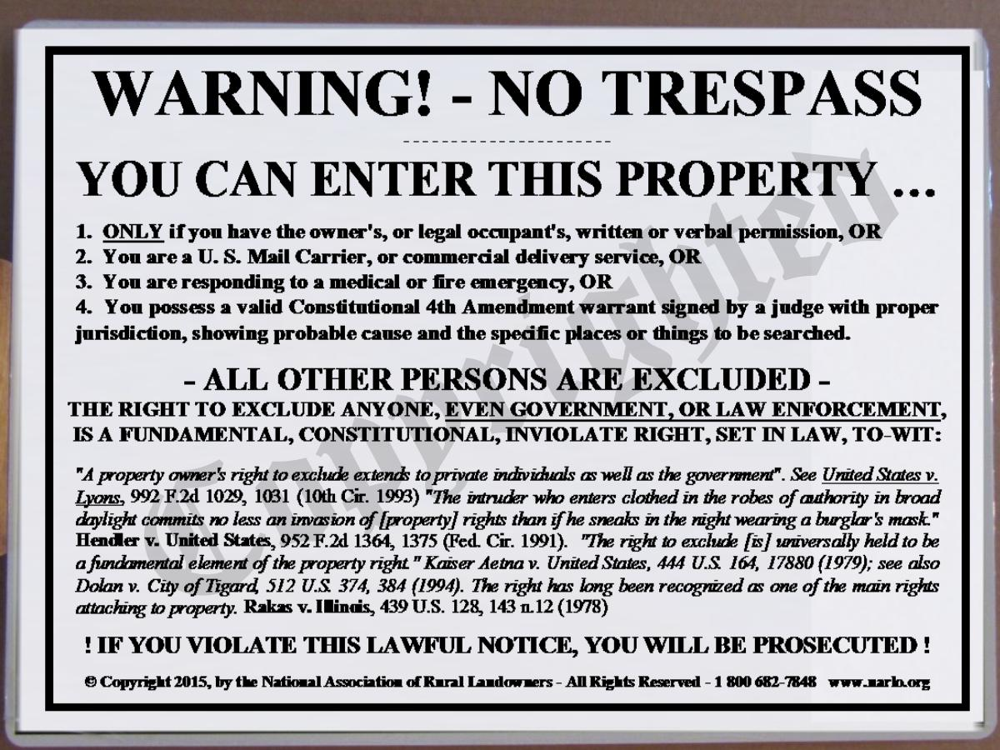 WARNING! - NO TRESPASS
----------------------
YOU CAN ENTER THIS PROPERTY ...
1. ONLY if you have the owner's, or legal occupant's, written or verbal permission, OR
2. You are a U. S. Mail Carrier, or commercial delivery service, OR
3. You are responding to a medical or fire emergency, OR
4. You possess a valid Constitutional 4th Amendment warrant signed by a judge with proper
jurisdiction, showing probable cause and the specific places or things to be searched.
- ALL OTHER PERSONS ARE EXCLUDED -
THE RIGHT TO EXCLUDE ANYONE, EVEN GOVERNMENT, OR LAW ENFORCEMENT,
IS A FUNDAMENTAL, CONSTITUTIONAL, INVIOLATE RIGHT, SET IN LAW, TO-WIT:
"A property owner's right to exclude extends to private individuals as well as the government". See United States v.
Lyons, 992 F.2d 1029, 1031 (10th Cir. 1993) "The intruder who enters clothed in the robes of authority in broad
daylight commits no less an invasion of [property] rights than if he sneaks in the night wearing a burglar's mask."
Hendler v. United States, 952 F.2d 1364, 1375 (Fed. Cir. 1991). "The right to exclude [is] universally held to be
a fundamental element of the property right." Kaiser Aetna v. United States, 444 U.S. 164, 17880 (1979); see also
Dolan v. City of Tigard, 512 U.S. 374, 384 (1994). The right has long been recognized as one of the main rights
attaching to property. Rakas v. Illinois, 439 U.S. 128, 143 n.12 (1978)
! IF YOU VIOLATE THIS LAWFUL NOTICE, YOU WILL BE PROSECUTED !
© Copyright 2015, by the National Association of Rural Landowners - All Rights Reserved - 1 800 682-7848 www.narlo.org
Copyrighted